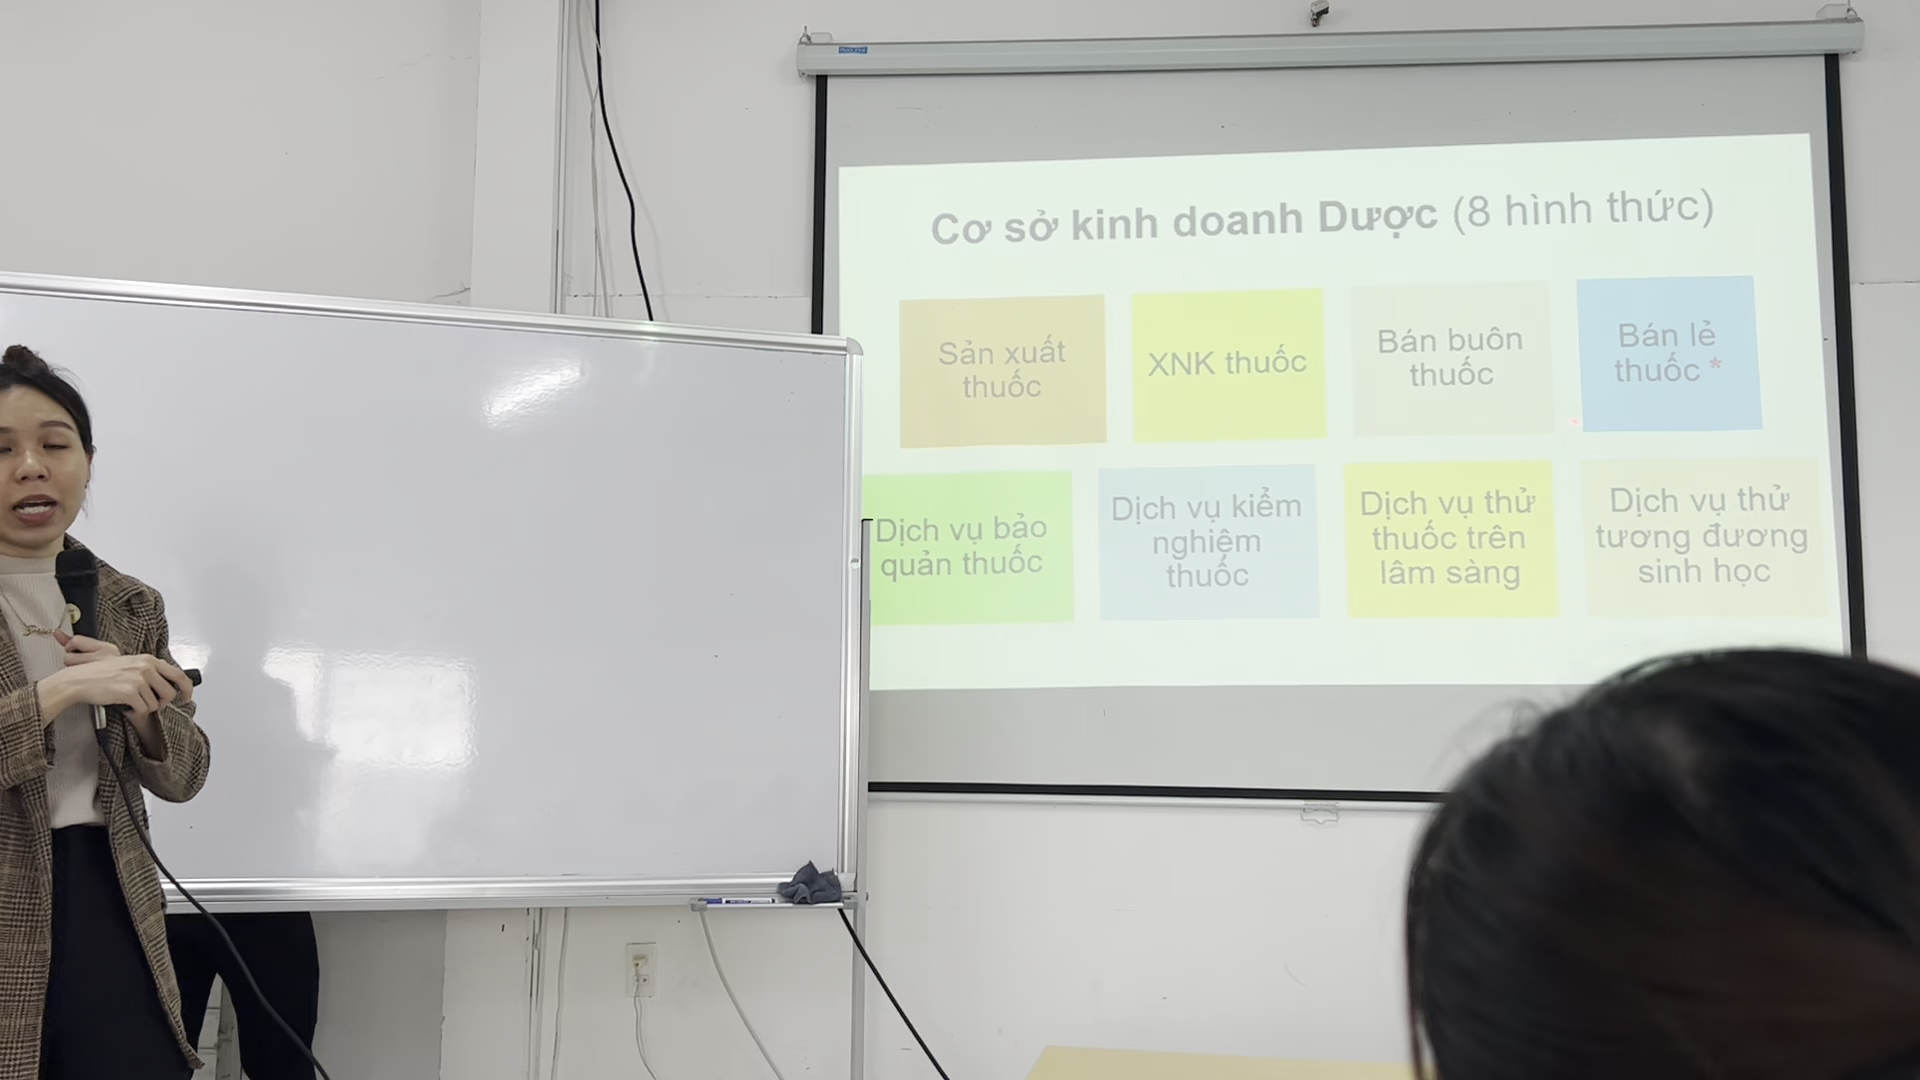 Cơ sở kinh doanh Dược (8 hình thức)
Sản xuất
thuốc
XNK thuốc
Bán buôn
thuốc
Bán lẻ
thuốc *
Dịch vụ bảo
quản thuốc
Dịch vụ kiểm
nghiệm
thuốc
Dịch vụ thử
thuốc trên
lâm sàng
Dịch vụ thử
tương đương
sinh học